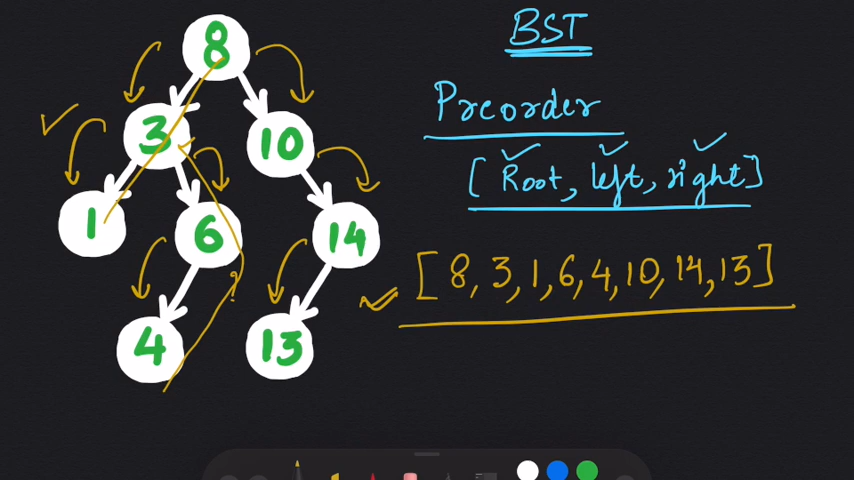 BST
Preorder
[Root, left, right]
[8, 3, 1, 6, 4, 10, 14, 13]
8
3
10
1
6
14
4
13